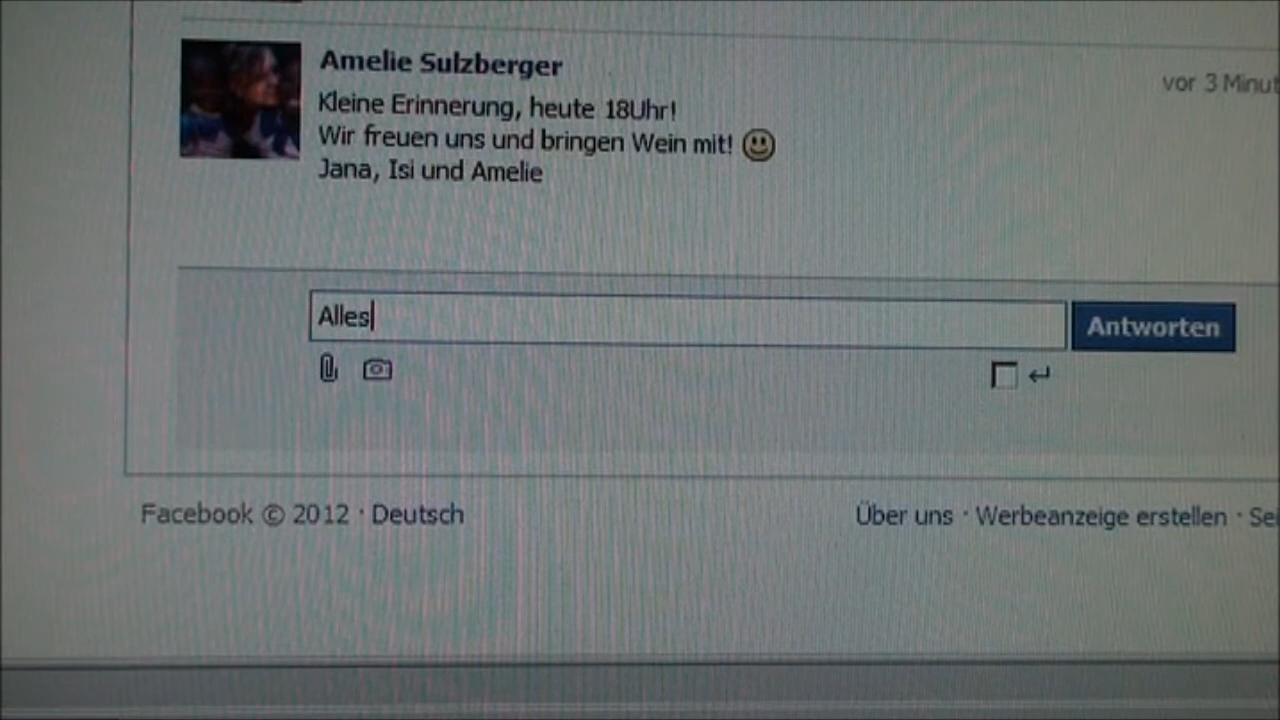 Amelie Sulzberger
vor 3 Minut
Kleine Erinnerung, heute 18Uhr!
Wir freuen uns und bringen Wein mit!
Jana, Isi und Amelie
Alles
Antworten
Facebook © 2012 · Deutsch
Über uns · Werbeanzeige erstellen · Sei